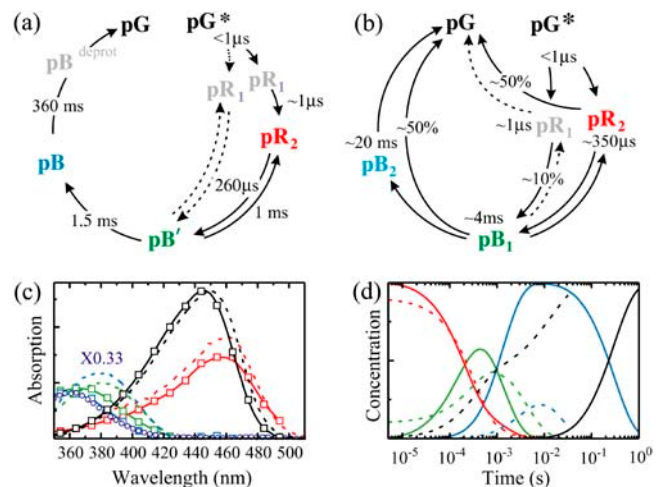 (a)
pG
pG*
<1μs
pB deprot
pR1
pR1
~1μs
360 ms
pR2
pB
260μs
1.5 ms
1 ms
pB'
(b)
pG
pG*
<1μs
~50%
~1μs
pR1
pR2
~20 ms
~50%
~350μs
pB2
~10%
~4ms
pB1
(c)
X0.33
Absorption
360 400 420 440 460 480 500
Wavelength (nm)
(d)
Concentration
10-5 10-4 10-3 10-2 10-1 100
Time (s)